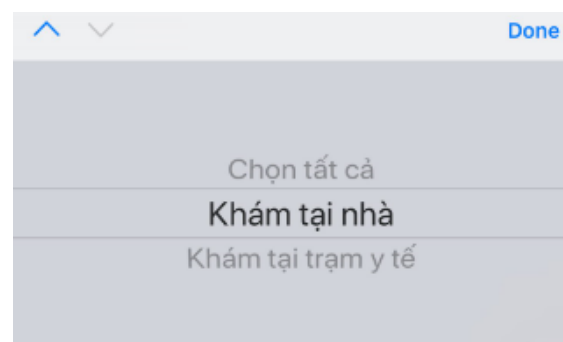 Done
Chọn tất cả
Khám tại nhà
Khám tại trạm y tế